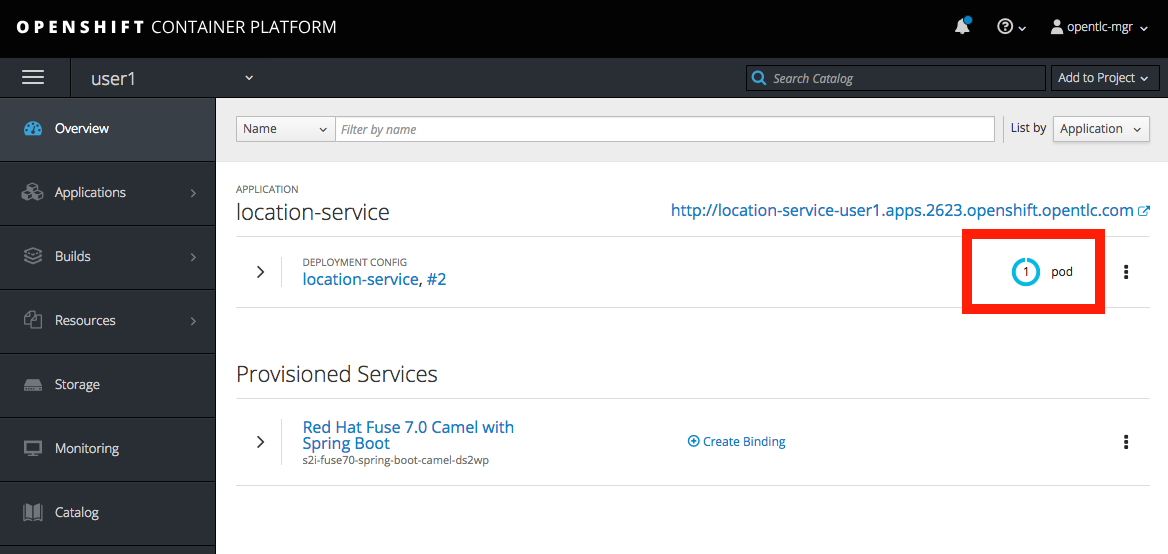 OPENSHIFT CONTAINER PLATFORM
opentlc-mgr
user1
Search Catalog
Add to Project
Overview
Applications
Builds
Resources
Storage
Monitoring
Catalog
Name
Filter by name
List by
Application
APPLICATION
location-service
http://location-service-user1.apps.2623.openshift.opentlc.com
DEPLOYMENT CONFIG
location-service, #2
1 pod
Provisioned Services
Red Hat Fuse 7.0 Camel with
Spring Boot
s2i-fuse70-spring-boot-camel-ds2wp
Create Binding